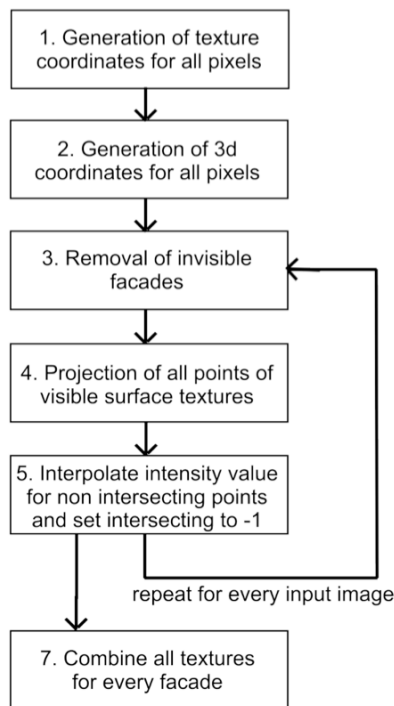 1. Generation of texture
coordinates for all pixels
2. Generation of 3d
coordinates for all pixels
3. Removal of invisible
facades
4. Projection of all points of
visible surface textures
5. Interpolate intensity value
for non intersecting points
and set intersecting to -1
repeat for every input image
7. Combine all textures
for every facade